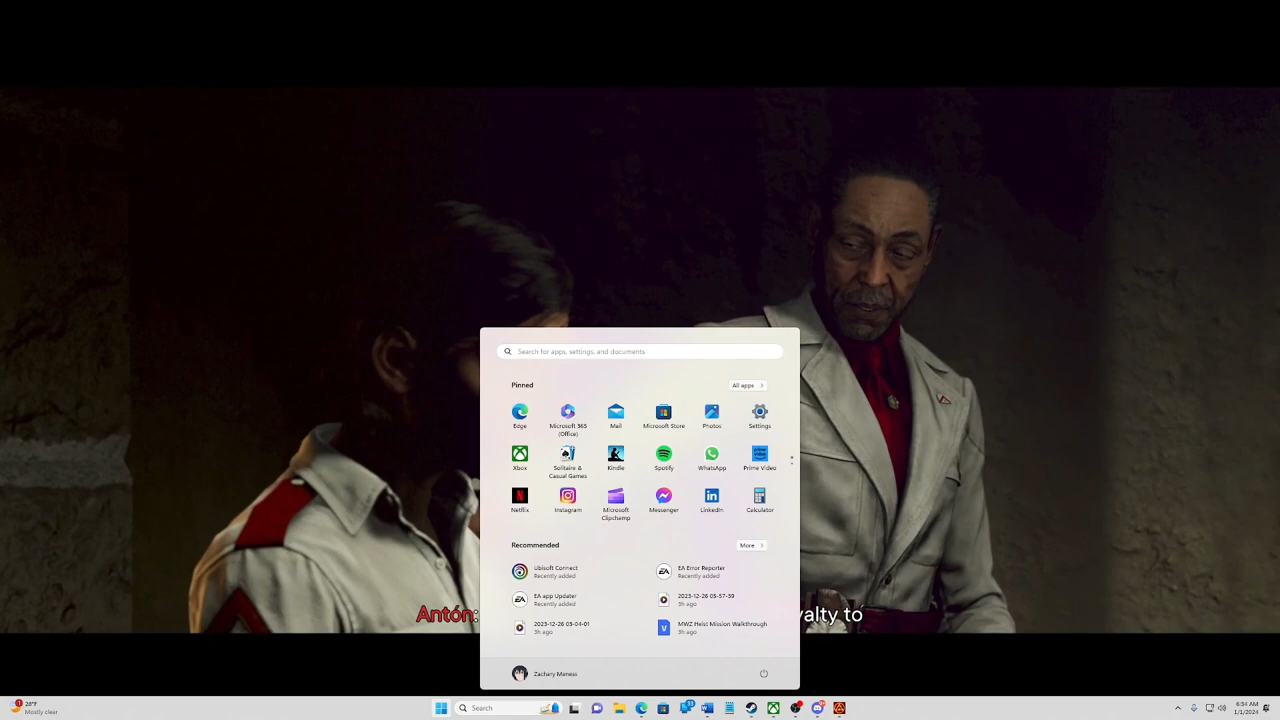 Search for apps, settings, and documents
Pinned
All apps
Edge
Microsoft 365
(Office)
Mail
Microsoft Store
Photos
Settings
Xbox
Solitaire &
Casual Games
Kindle
Spotify
WhatsApp
Prime Video
Netflix
Instagram
Microsoft
Clipchamp
Messenger
LinkedIn
Calculator
Recommended
More
Ubisoft Connect
Recently added
EA Error Reporter
Recently added
EA app Updater
Recently added
2023-12-26 05-57-39
3h ago
2023-12-26 03-04-01
3h ago
MWZ Heist Mission Walkthrough
3h ago
Antón:
valty to
Zachary Meness
28°F
Mostly clear
Search
6:34 AM
1/1/2024